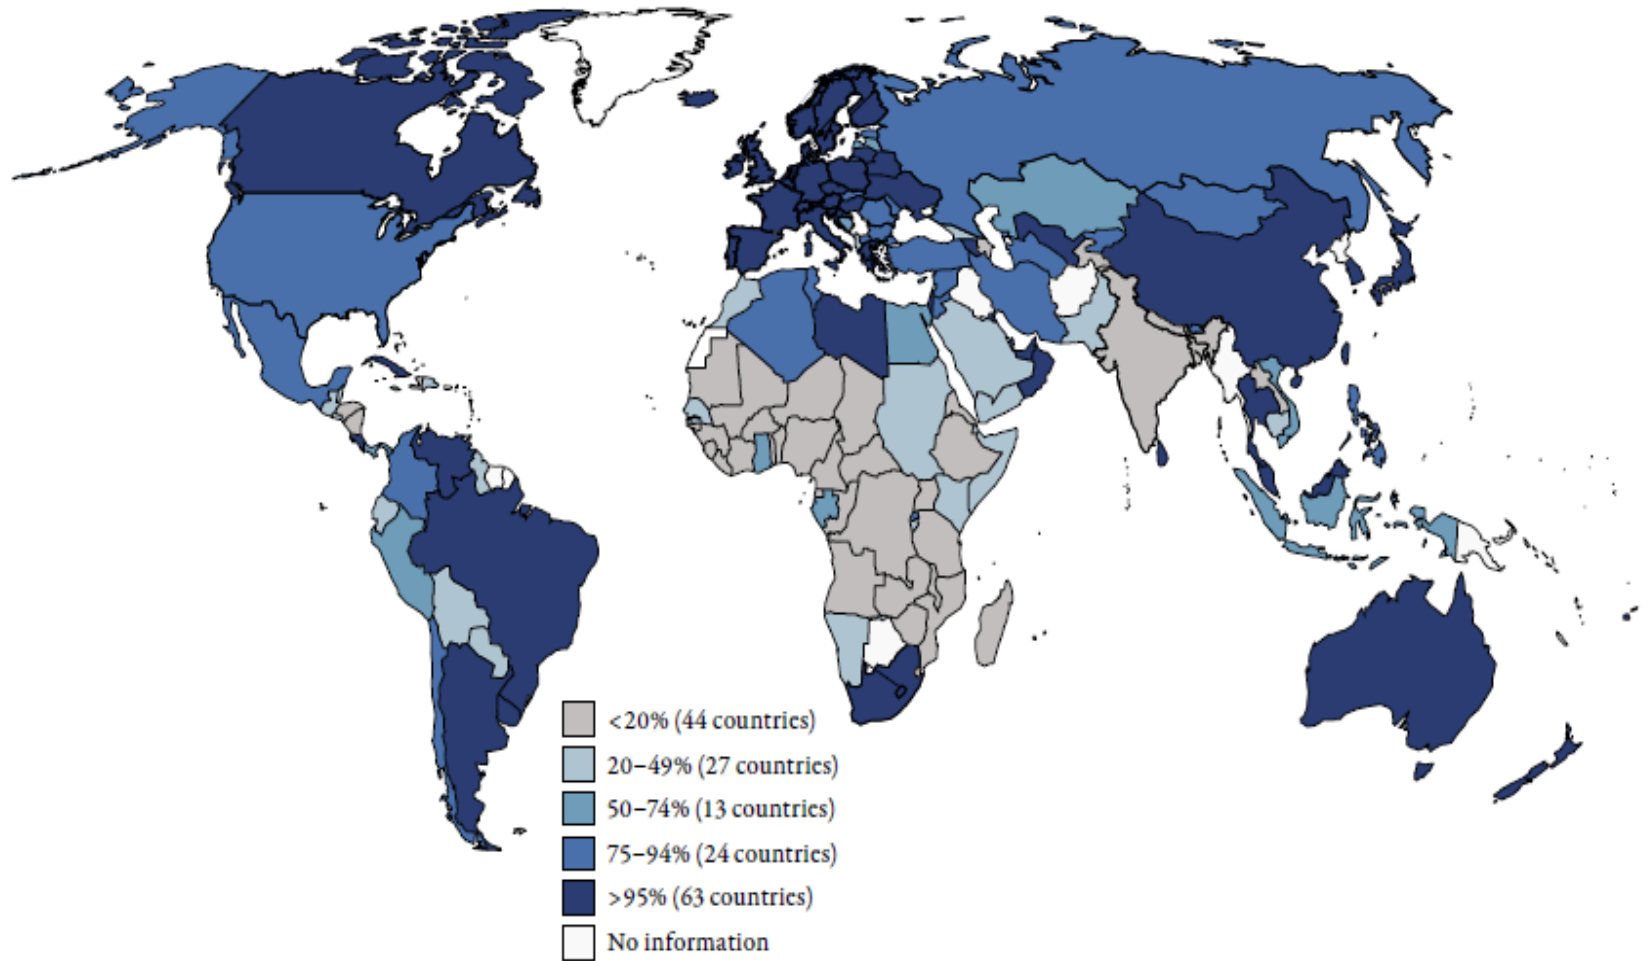 <20% (44 countries)
20–49% (27 countries)
50–74% (13 countries)
75–94% (24 countries)
>95% (63 countries)
No information